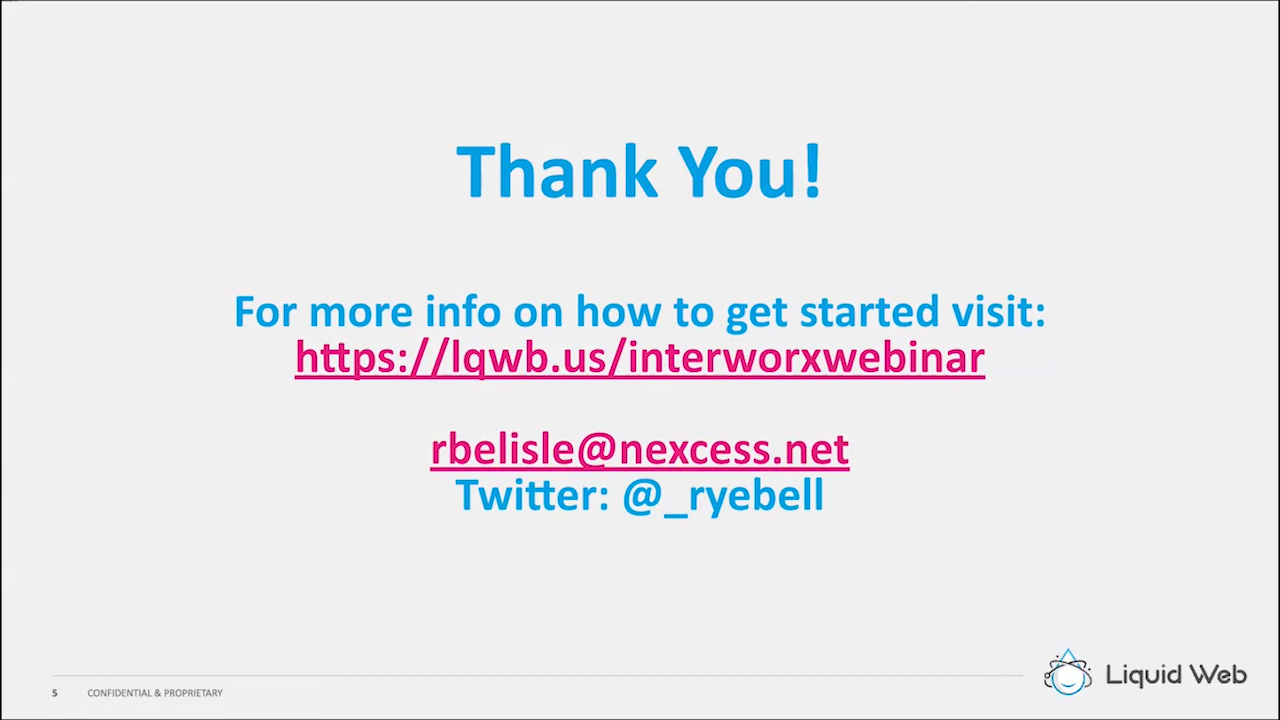 Thank You!
For more info on how to get started visit:
https://lqwb.us/interworxwebinar
rbelisle@nexcess.net
Twitter: @_ryebell
5 CONFIDENTIAL & PROPRIETARY
Liquid Web